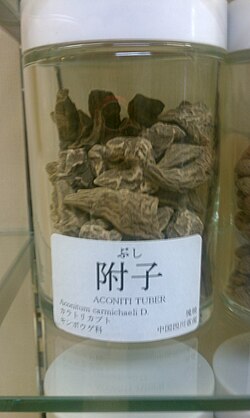 ぶし
附子
ACONITI TUBER
Aconitum carmichaeli D.
カラトリカブト
キンポウゲ科
中国四川省産